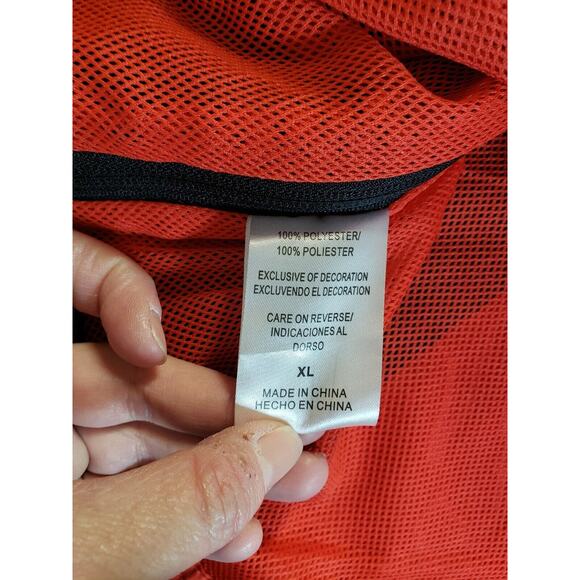 100% POLYESTER/
100% POLIESTER
EXCLUSIVE OF DECORATION
EXCLUVENDO EL DECORATION
CARE ON REVERSE/
INDICACIONES AL
DORSO
XL
MADE IN CHINA
HECHO EN CHINA